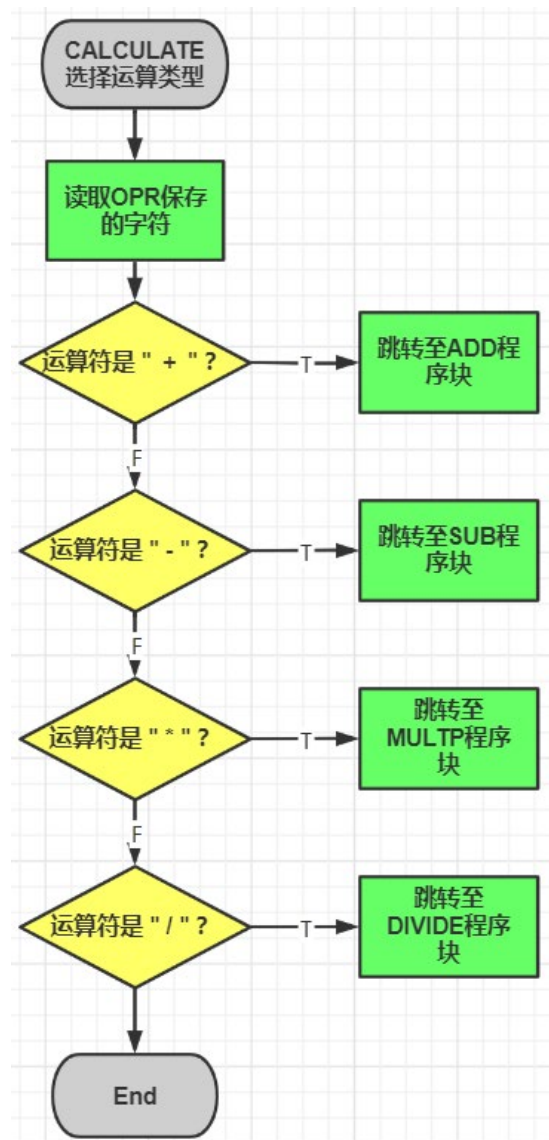 CALCULATE
选择运算类型
读取OPR保存
的字符
运算符是 " + " ?
T
跳转至ADD程
序块
F
运算符是 " - " ?
T
跳转至SUB程
序块
F
运算符是 " * " ?
T
跳转至
MULTP程序
块
F
运算符是 " / " ?
T
跳转至
DIVIDE程序
块
End